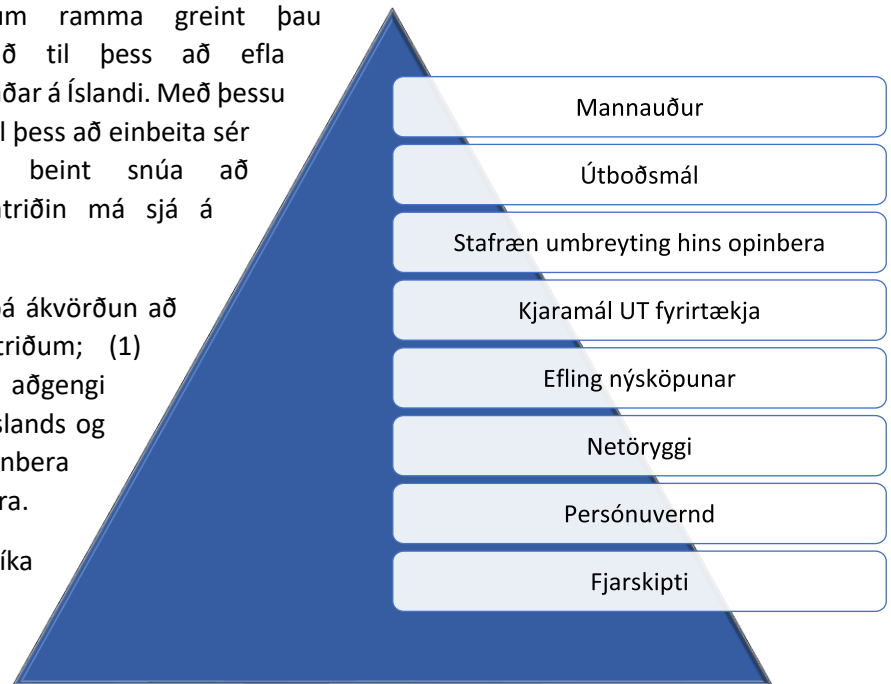 um ramma greint þau
ð til þess að efla
ðar á Íslandi. Með þessu
l þess að einbeita sér
beint snúa að
triðin má sjá á
þá ákvörðun að
triðum; (1)
aðgengi
slands og
nbera
ra.
íka
Mannauður
Útboðsmál
Stafræn umbreyting hins opinbera
Kjaramál UT fyrirtækja
Efling nýsköpunar
Netöryggi
Persónuvernd
Fjarskipti